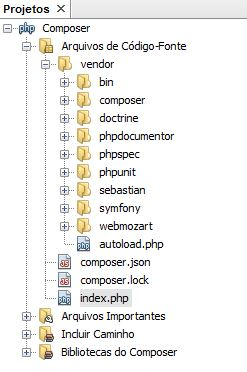 Projetos
Composer
Arquivos de Código-Fonte
vendor
bin
composer
doctrine
phpdocumentor
phpspec
phpunit
sebastian
symfony
webmozart
autoload.php
composer.json
composer.lock
index.php
Arquivos Importantes
Incluir Caminho
Bibliotecas do Composer